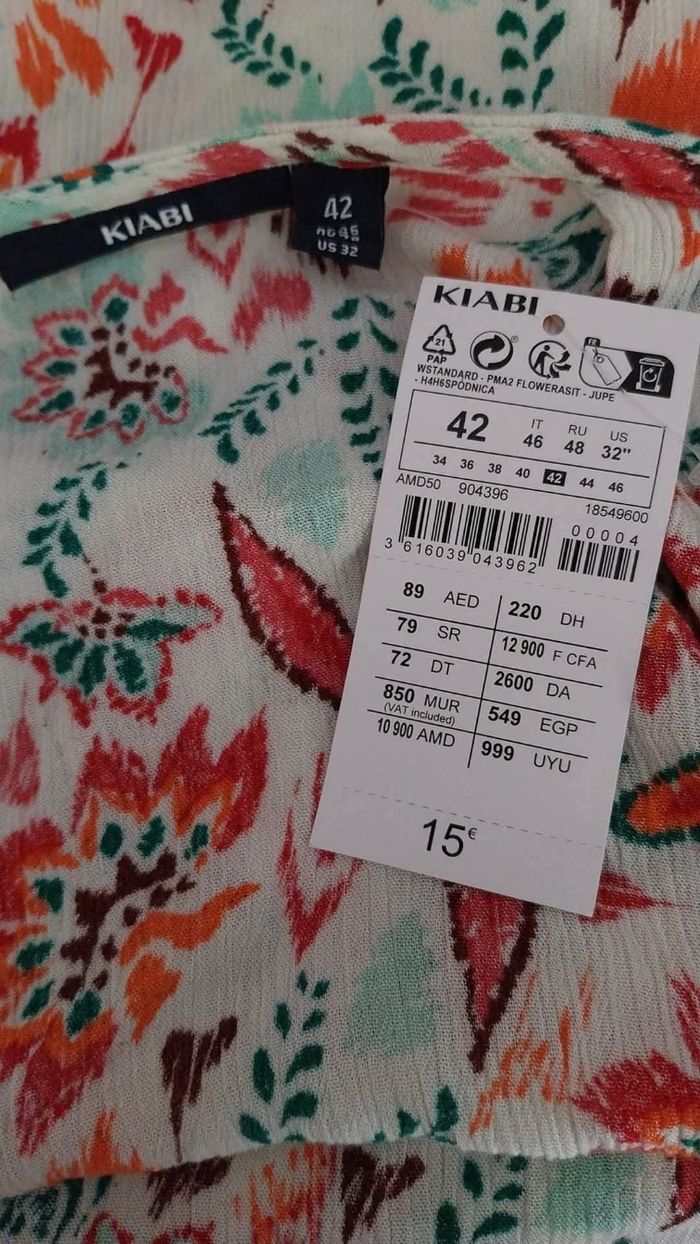 KIABI
42
US 32
KIABI
21
PAP
®
FR
WSTANDARD - PMA2 FLOWERASIT - JUPE
- H4H6SPÓDNICA
42 IT 46 RU 48 US 32"
34 36 38 40 42 44 46
AMD50 904396 18549600
00004
3 616039 043962
89 AED 220 DH
79 SR 12 900 F CFA
72 DT 2600 DA
850 MUR 549 EGP
(VAT included)
10 900 AMD 999 UYU
15€